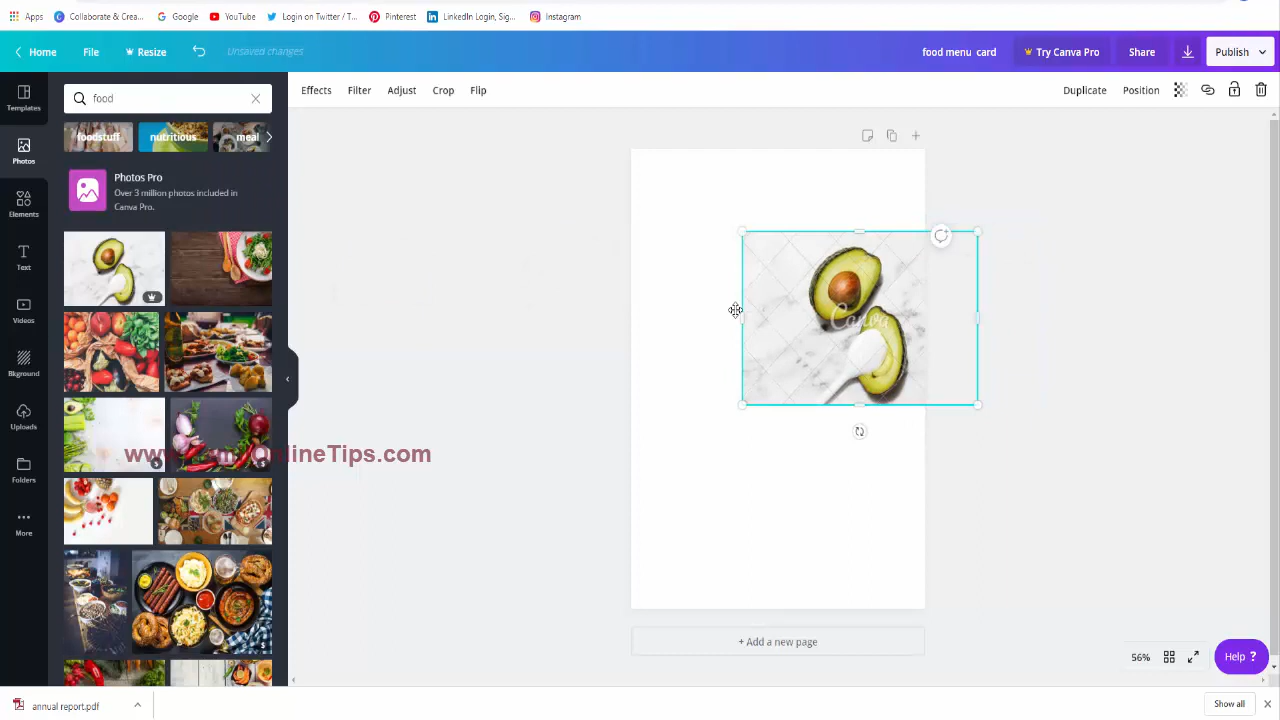 Apps
Collaborate & Crea...
Google
YouTube
Login on Twitter / T...
Pinterest
LinkedIn Login, Sig...
Instagram
Home
File
Resize
Unsaved changes
food menu card
Try Canva Pro
Share
Publish
Templates
food
Effects
Filter
Adjust
Crop
Flip
Duplicate
Position
foodstuff
nutritious
meal
Photos
Photos Pro
Over 3 million photos included in
Canva Pro.
Elements
Text
Videos
Canva
Bkground
Uploads
OnlineTips.com
Folders
More
+ Add a new page
56%
Help ?
annual report.pdf
Show all